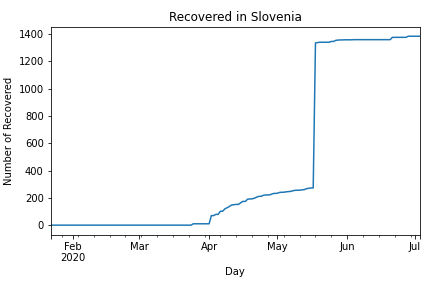 Recovered in Slovenia
Number of Recovered
1400
1200
1000
800
600
400
200
0
Feb
2020
Mar
Apr
May
Jun
Jul
Day